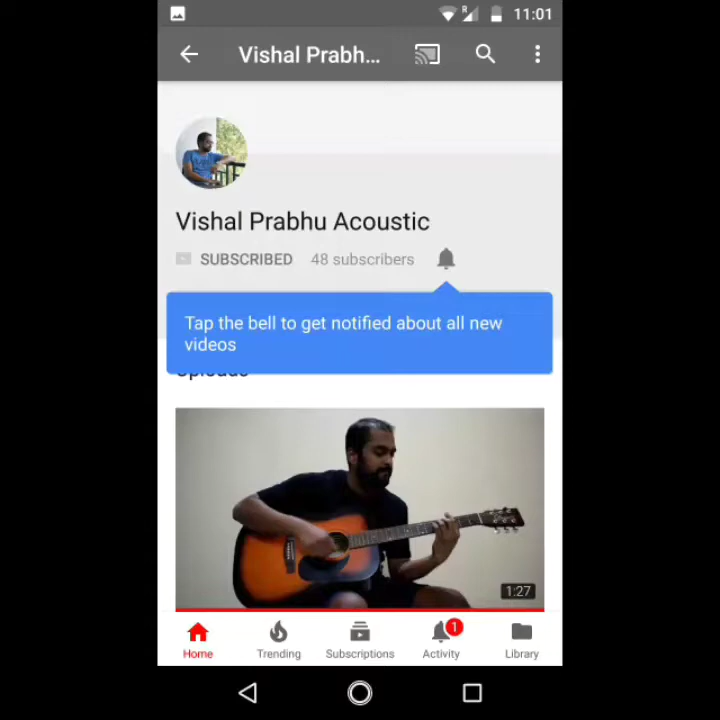 11:01
Vishal Prabh...
Vishal Prabhu Acoustic
SUBSCRIBED 48 subscribers
Tap the bell to get notified about all new
videos
Uploads
1:27
1
Home Trending Subscriptions Activity Library